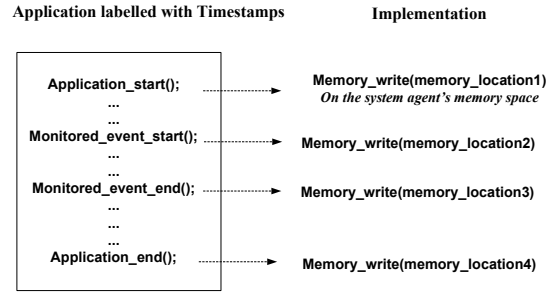 Application labelled with Timestamps
Implementation
Application_start();
Memory_write(memory_location1)
On the system agent's memory space
...
...
Monitored_event_start();
Memory_write(memory_location2)
...
...
Monitored_event_end();
Memory_write(memory_location3)
...
...
...
Application_end();
Memory_write(memory_location4)